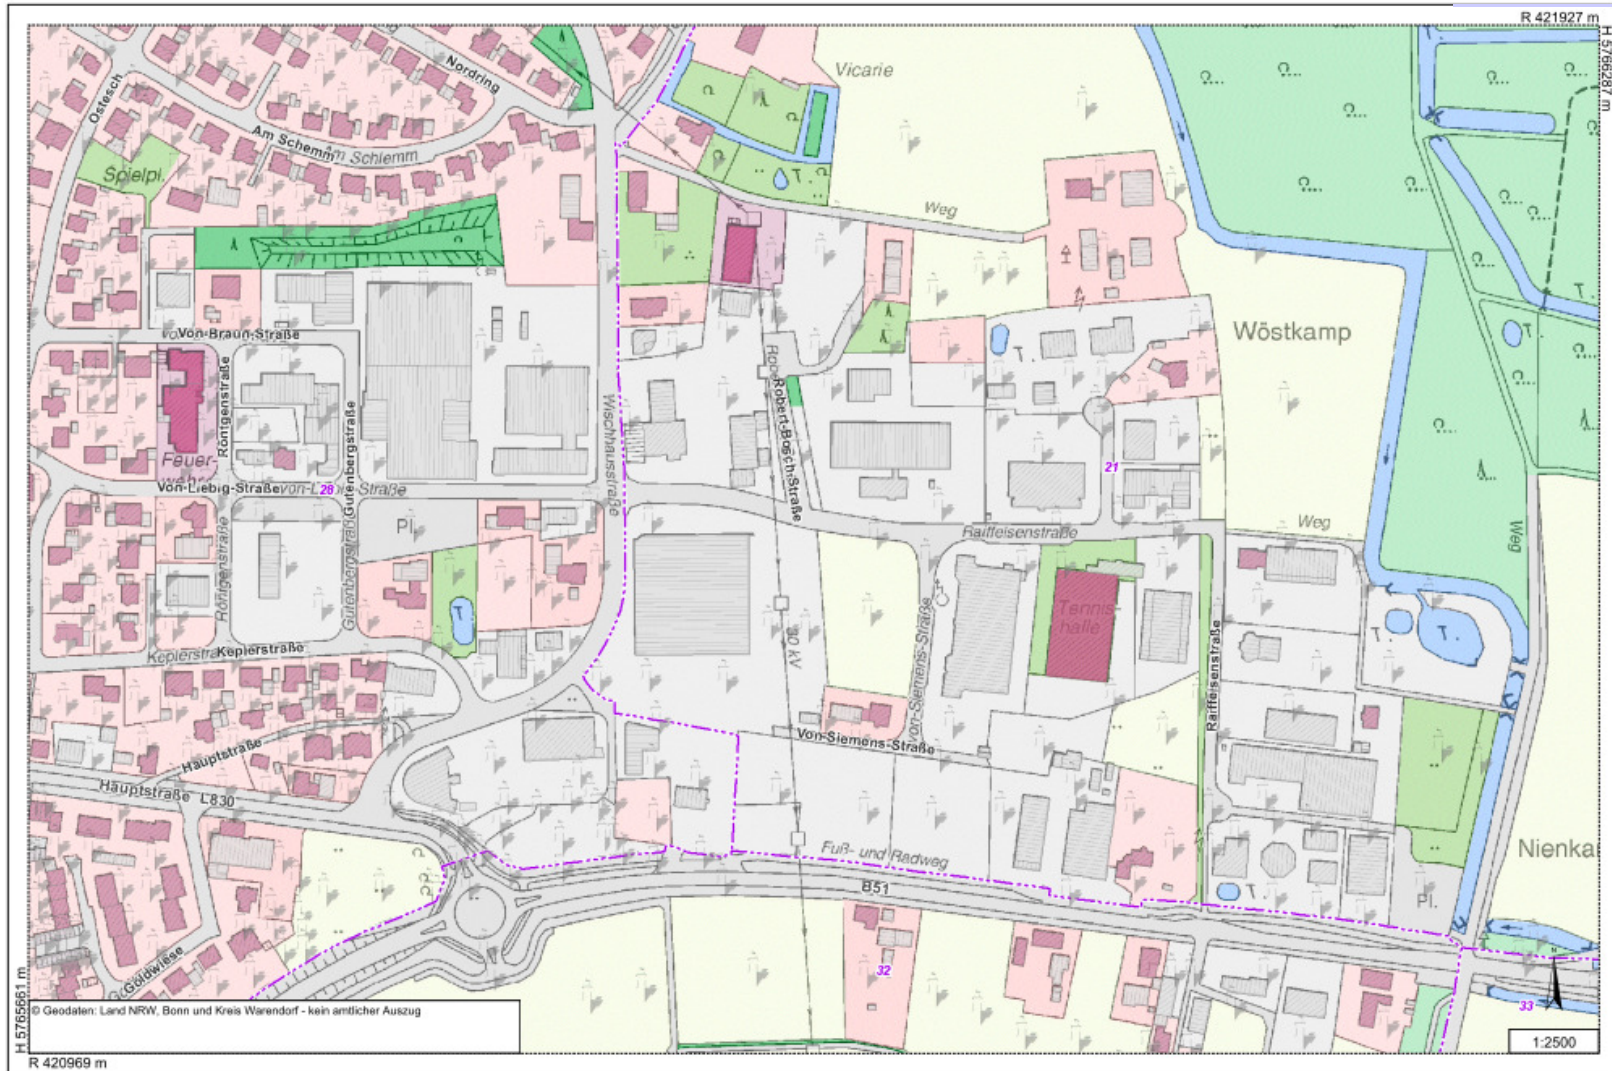 R 421927 m
H 5766287 m
Nordring
Ostesch
Vicarie
Am Schemm
Am Schlemm
Spielpl.
Weg
Wöstkamp
Von-Braun-Straße
Röntgenstraße
Gutenbergstraße
Wischhausstraße
Robert-Bosch-Straße
Feuer-
21
Von-Liebig-Straße
28
Pl.
Raiffeisenstraße
Weg
Weg
Röntgenstraße
Gutenbergstraße
30 kV
Tennis-
halle
von-Siemens-Straße
Raiffeisenstraße
Keplerstraße
Von-Siemens-Straße
Hauptstraße
Hauptstraße L830
Fuß- und Radweg
Nienka
B51
Pl.
Goldwiese
32
33
H 5765661 m
© Geodaten: Land NRW, Bonn und Kreis Warendorf - kein amtlicher Auszug
1:2500
R 420969 m